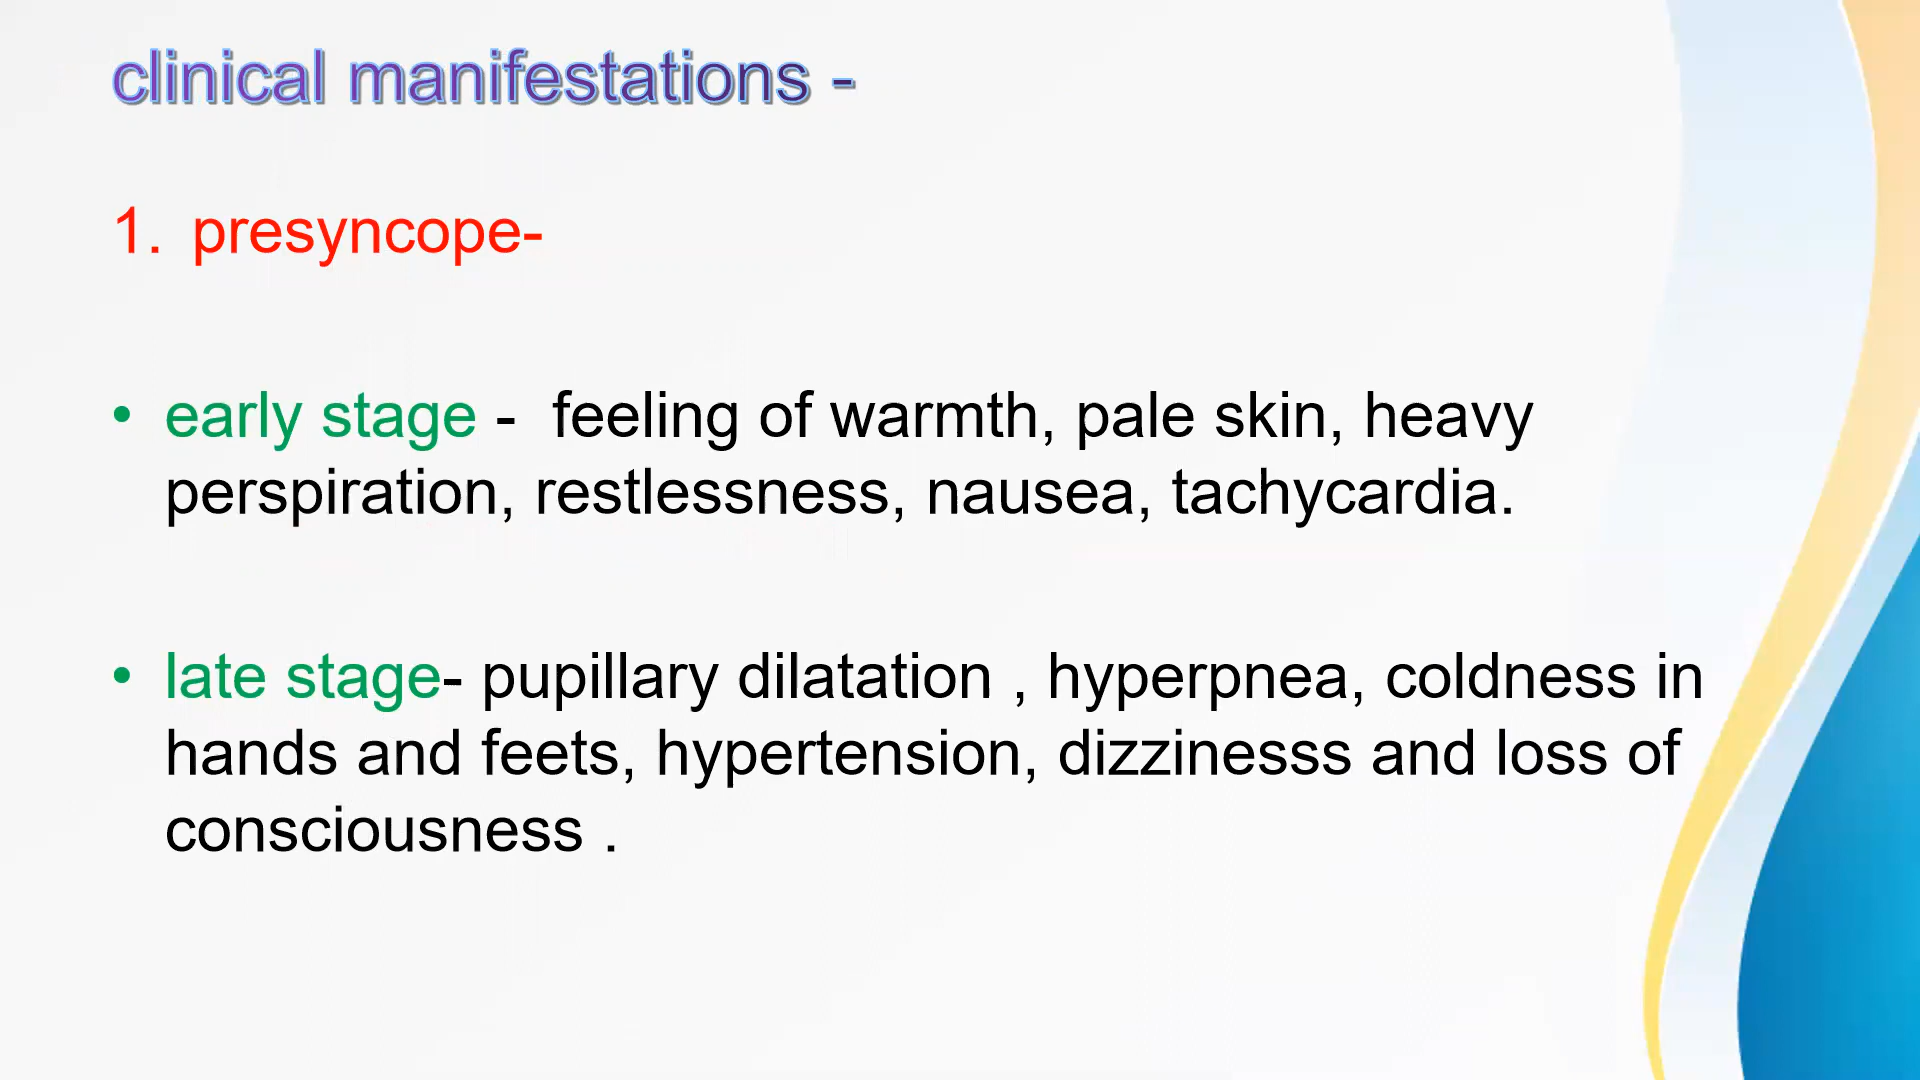 clinical manifestations -
1. presyncope-
• early stage - feeling of warmth, pale skin, heavy
perspiration, restlessness, nausea, tachycardia.
• late stage- pupillary dilatation , hyperpnea, coldness in
hands and feets, hypertension, dizzinesss and loss of
consciousness .